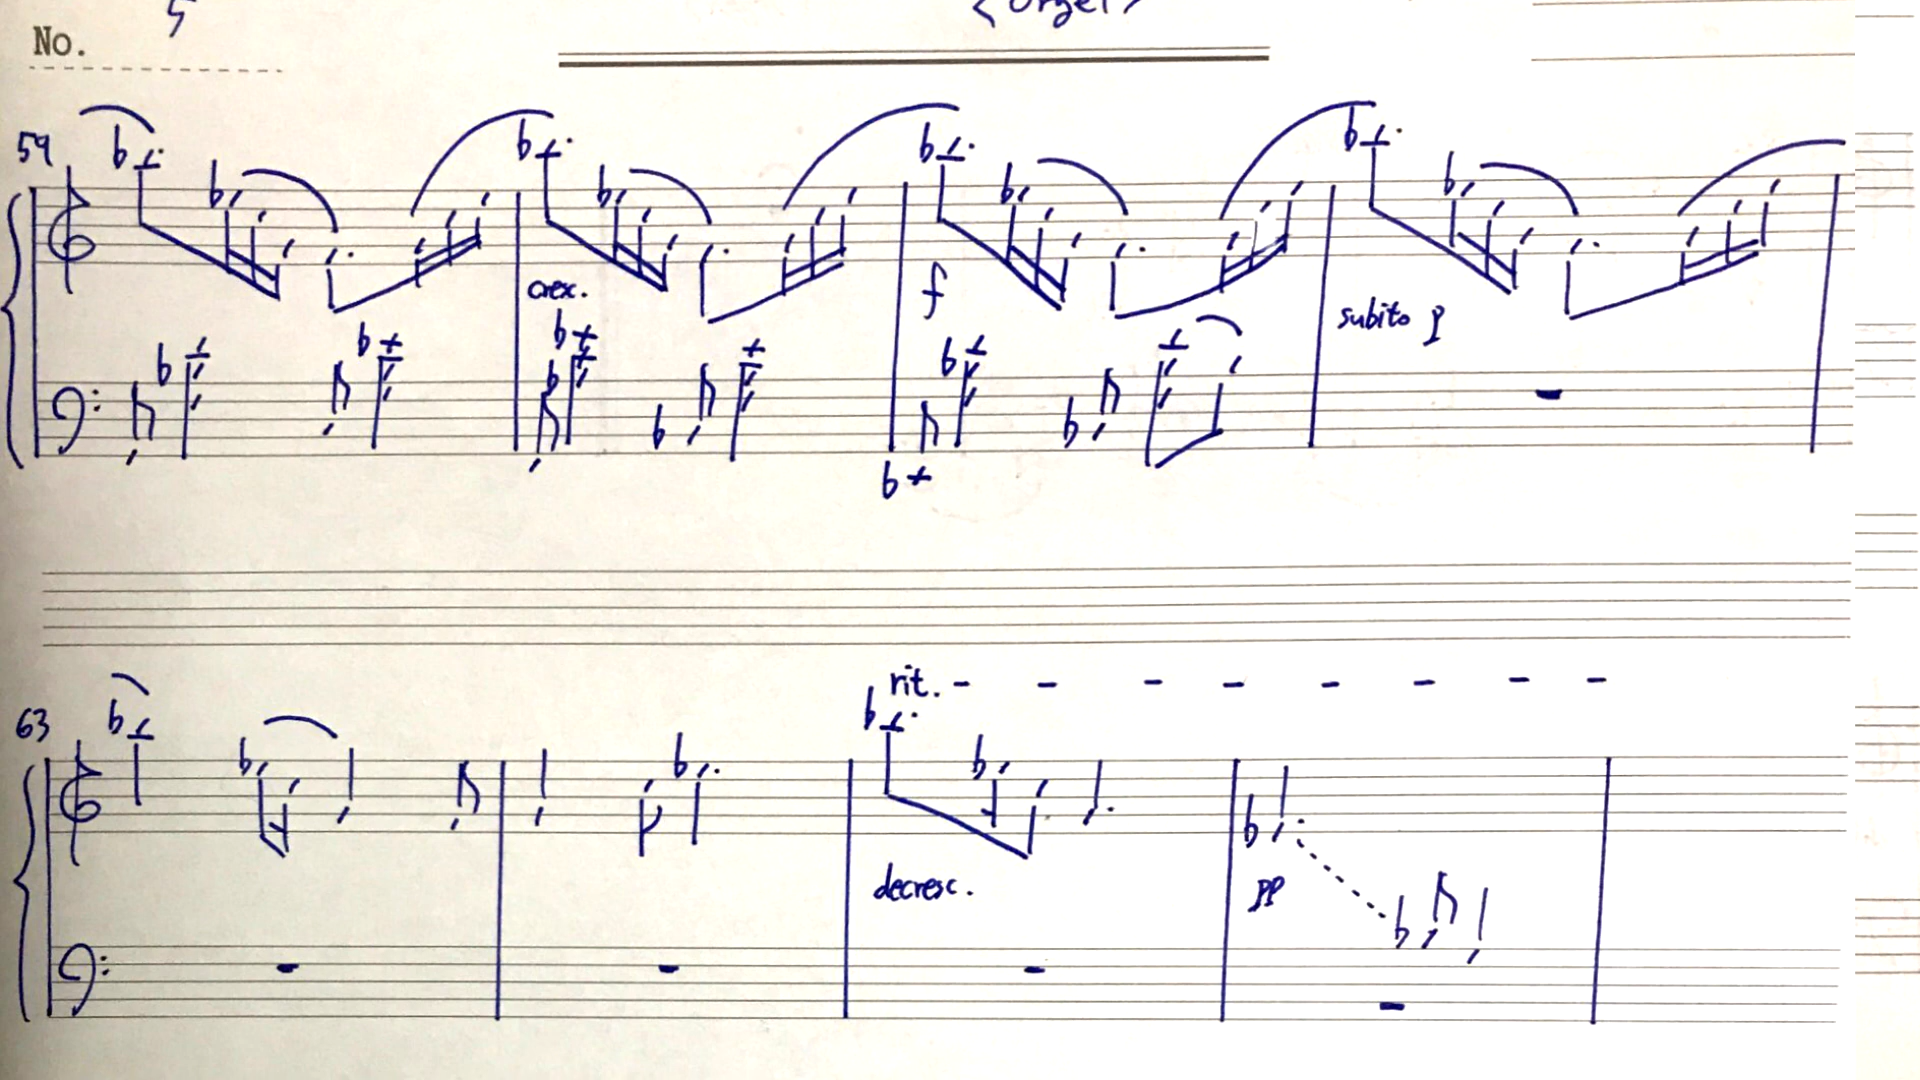 5 <Orgel>
No.
59
cresc. f subito p
rit. - - - - - - - -
63
decresc. pp